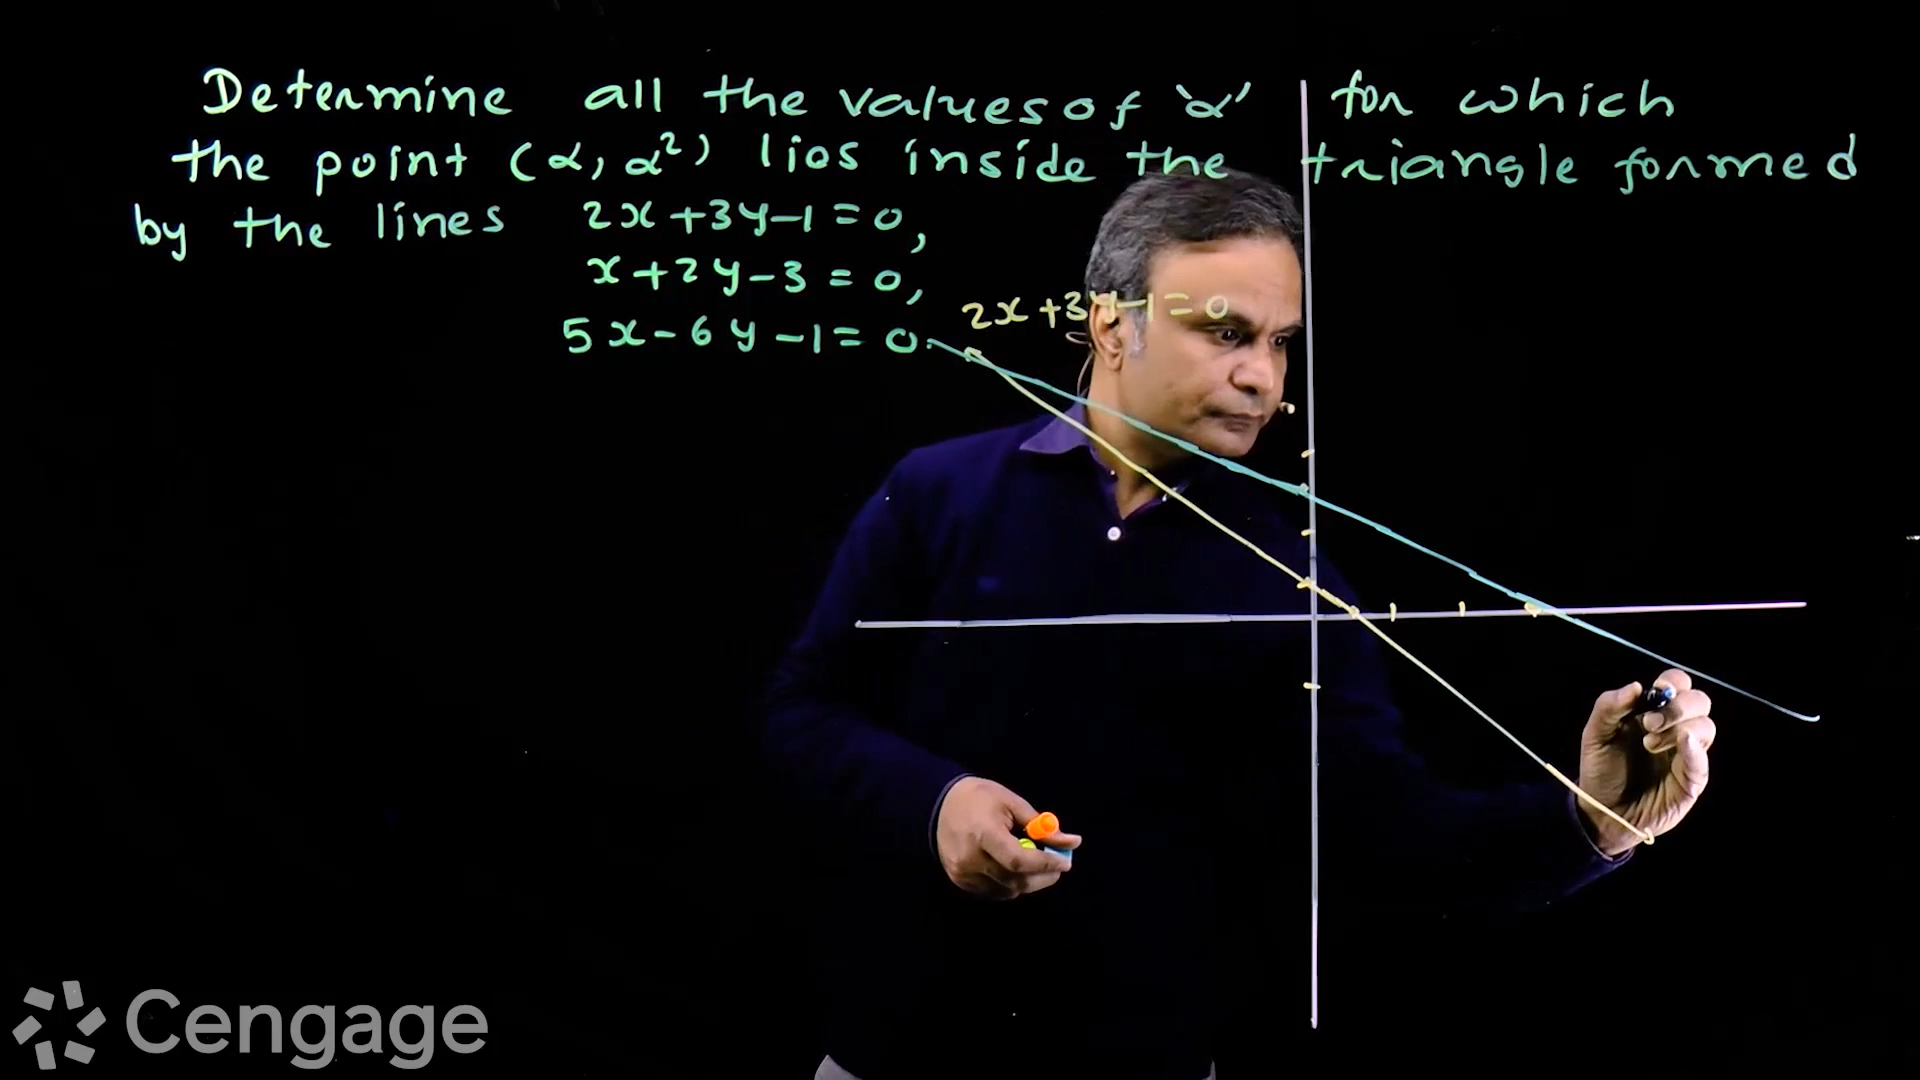 Determine all the values of 'α' for which
the point (α, α²) lies inside the triangle formed
by the lines 2x+3y-1=0,
x+2y-3=0,
5x-6y-1=0.
2x+3y-1=0
Cengage